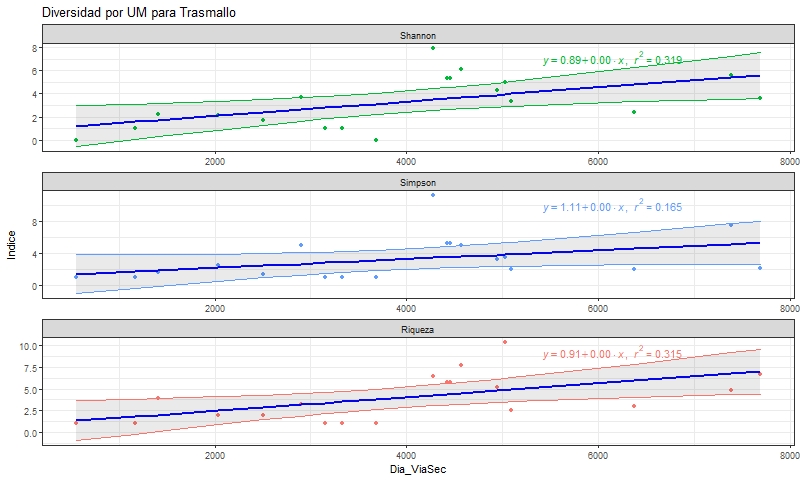 Diversidad por UM para Trasmallo
Shannon
y = 0.89+0.00 · x, r² = 0.319
8
6
4
2
0
2000 4000 6000 8000
Simpson
y = 1.11+0.00 · x, r² = 0.165
8
4
0
2000 4000 6000 8000
Indice
Riqueza
y = 0.91+0.00 · x, r² = 0.315
10.0
7.5
5.0
2.5
0.0
2000 4000 6000 8000
Dia_ViaSec